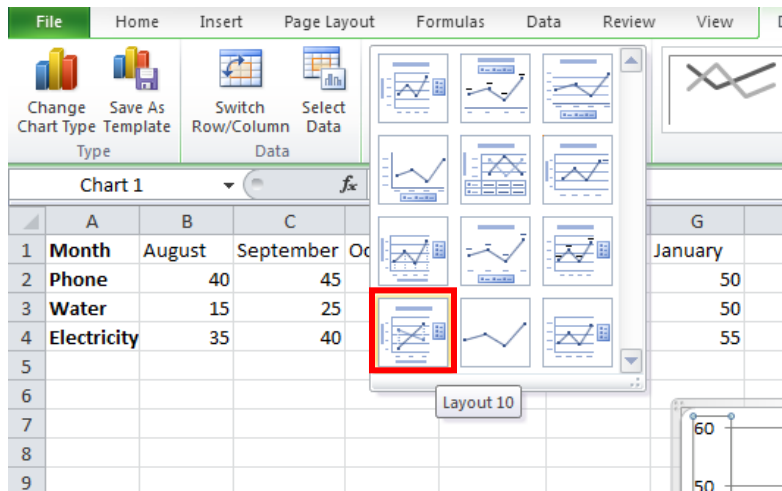 File Home Insert Page Layout Formulas Data Review View
Change Chart Type
Save As Template
Switch Row/Column
Select Data
Type Data
Chart 1 fx
A B C G
1 Month August September Oc January
2 Phone 40 45 50
3 Water 15 25 50
4 Electricity 35 40 55
5
6
Layout 10
7
60
8
9
50